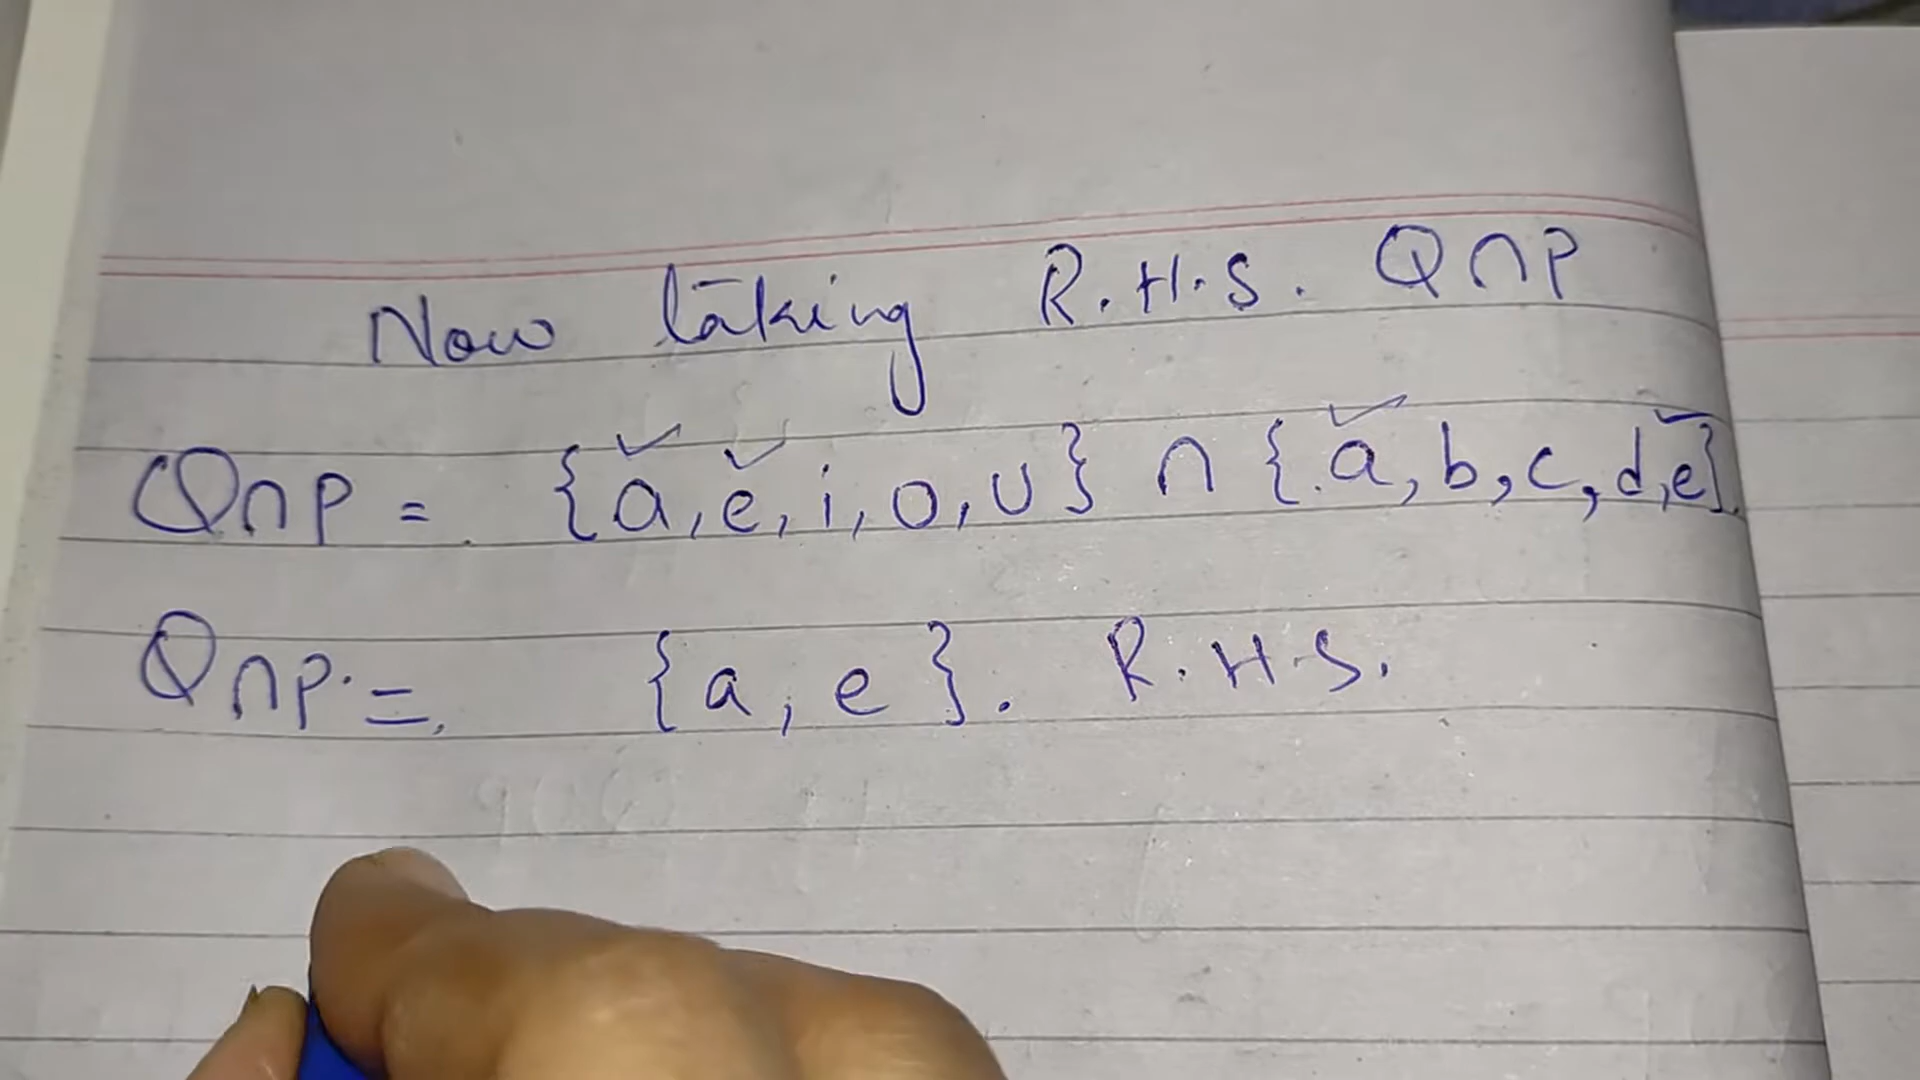 Now taking R.H.S. Q∩P
Q∩P = {a, e, i, o, u} ∩ {a, b, c, d, e}.
Q∩P = {a, e}. R.H.S.